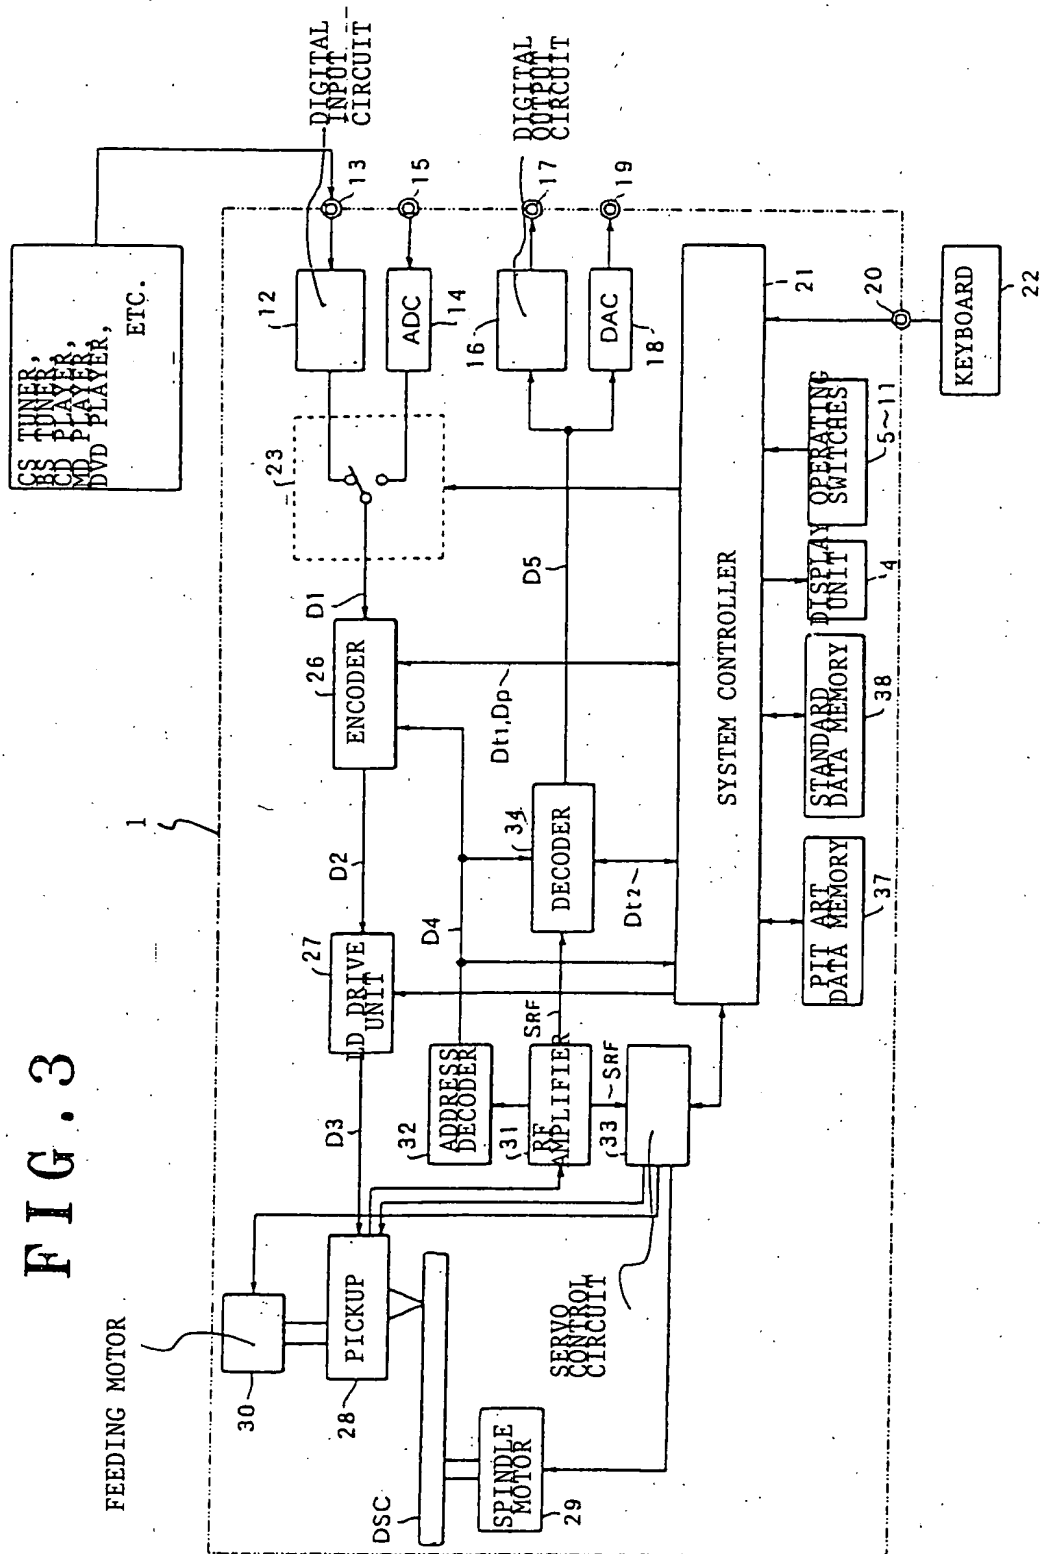 FIG.3
CS TUNER,
BS TUNER,
CD PLAYER,
MD PLAYER,
DVD PLAYER,
ETC.
DIGITAL
INPUT
CIRCUIT
DIGITAL
OUTPUT
CIRCUIT
FEEDING MOTOR
1
30
PICKUP
28
DSC
SPINDLE
MOTOR
29
SERVO
CONTROL
CIRCUIT
D3
LD DRIVE
UNIT
27
D2
ENCODER
26
D1
23
12
13
ADC
14
15
16
17
DAC
18
19
ADDRESS
DECODER
32
D4
RF
AMPLIFIER
31
SRF
SRF
33
DECODER
34
D5
Dt1,Dp
Dt2
SYSTEM CONTROLLER
21
PIT ART
DATA MEMORY
37
STANDARD
DATA MEMORY
38
DISPLAY
UNIT
4
OPERATING
SWITCHES
5~11
20
KEYBOARD
22